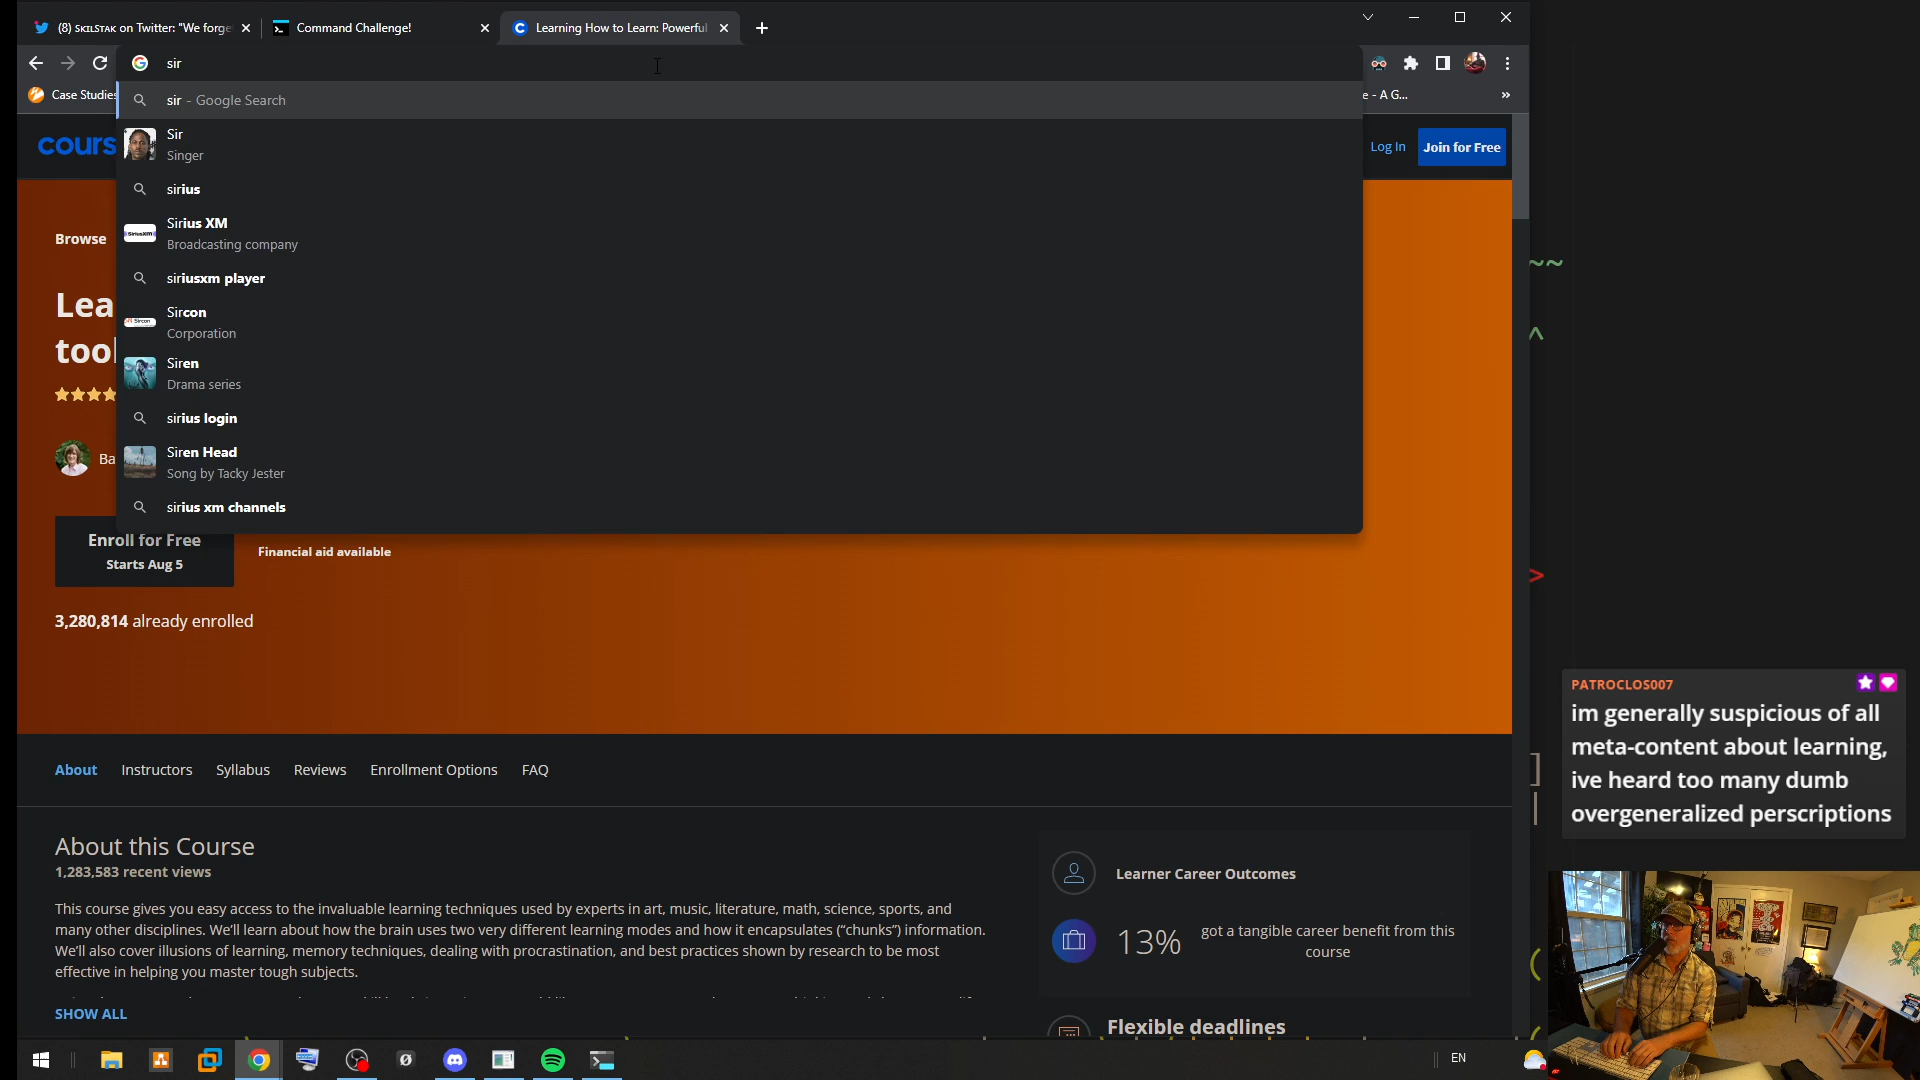 (8) SKILSTAK on Twitter: "We forge
Command Challenge!
Learning How to Learn: Powerful
sir
Case Studies
sir - Google Search
e - A G...
»
Sir
Singer
sirius
Sirius XM
Broadcasting company
siriusxm player
Sircon
Corporation
Siren
Drama series
sirius login
Siren Head
Song by Tacky Jester
sirius xm channels
cours
Log In
Join for Free
Browse
Lea
tool
Ba
Enroll for Free
Starts Aug 5
Financial aid available
3,280,814 already enrolled
About
Instructors
Syllabus
Reviews
Enrollment Options
FAQ
About this Course
1,283,583 recent views
This course gives you easy access to the invaluable learning techniques used by experts in art, music, literature, math, science, sports, and
many other disciplines. We'll learn about how the brain uses two very different learning modes and how it encapsulates ("chunks") information.
We'll also cover illusions of learning, memory techniques, dealing with procrastination, and best practices shown by research to be most
effective in helping you master tough subjects.
SHOW ALL
Learner Career Outcomes
13%
got a tangible career benefit from this
course
Flexible deadlines
~~
^
>
]
|
(
(
PATROCLOS007
im generally suspicious of all
meta-content about learning,
ive heard too many dumb
overgeneralized perscriptions
EN